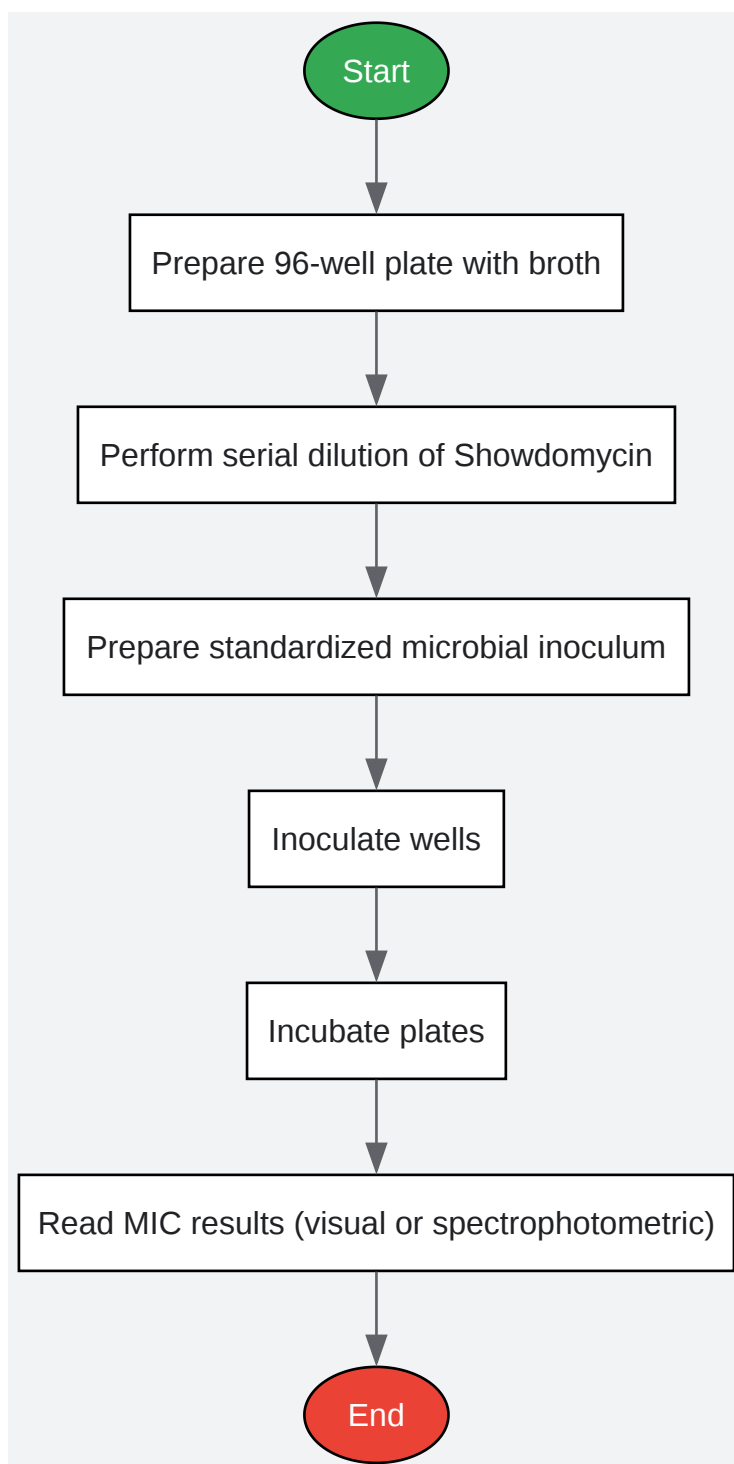 Start
Prepare 96-well plate with broth
Perform serial dilution of Showdomycin
Prepare standardized microbial inoculum
Inoculate wells
Incubate plates
Read MIC results (visual or spectrophotometric)
End